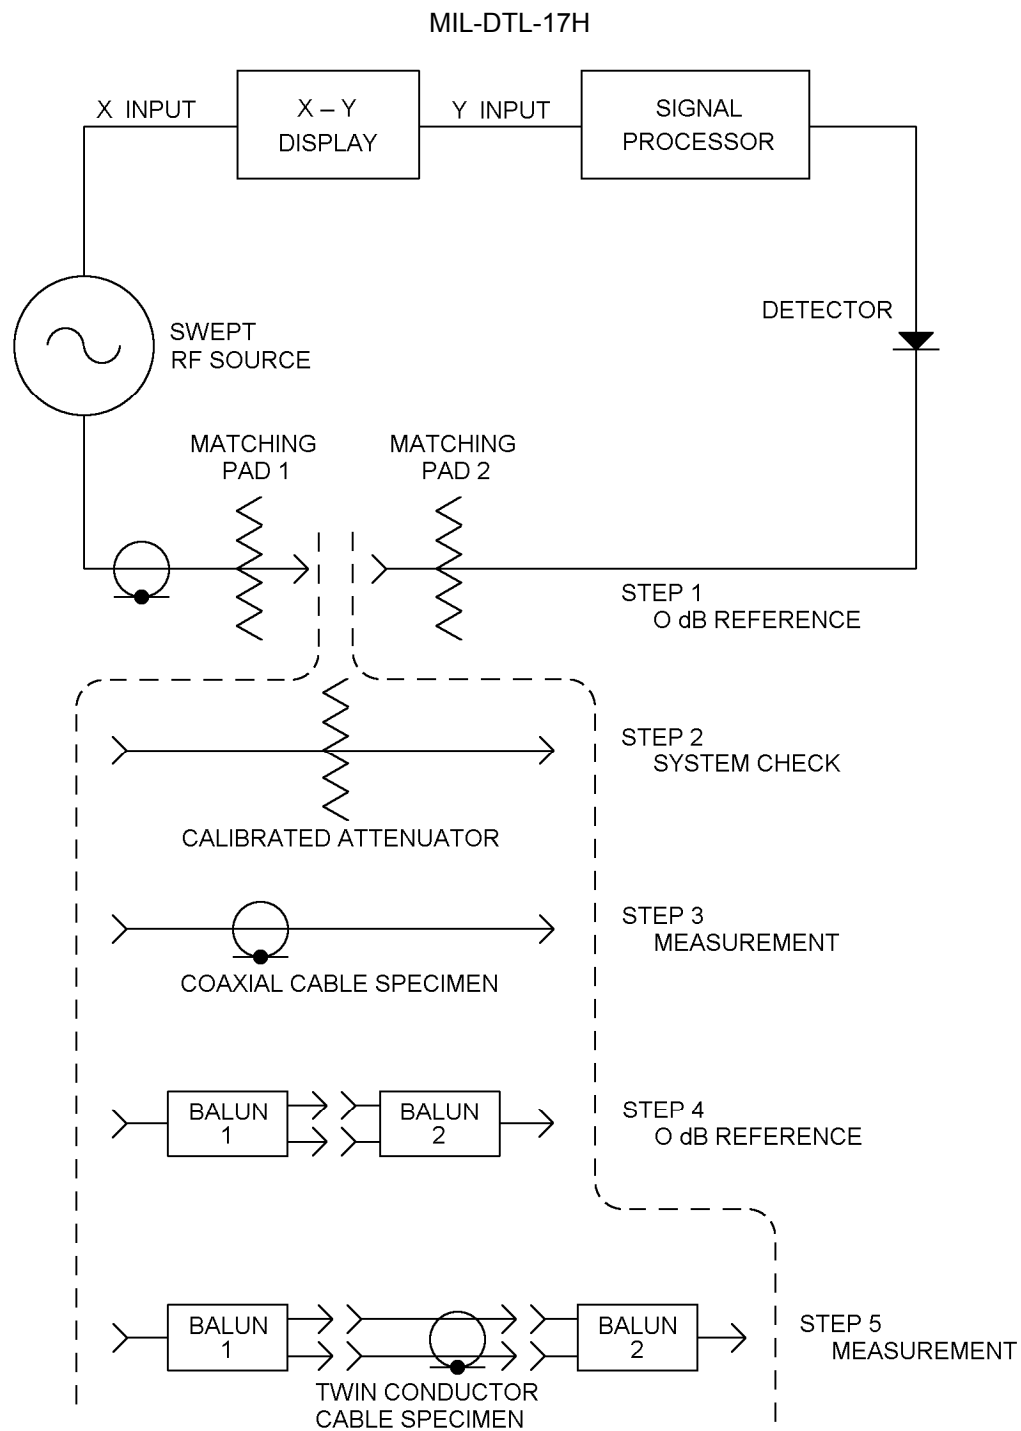 MIL-DTL-17H
X INPUT
X – Y
DISPLAY
Y INPUT
SIGNAL
PROCESSOR
DETECTOR
SWEPT
RF SOURCE
MATCHING
PAD 1
MATCHING
PAD 2
STEP 1
O dB REFERENCE
STEP 2
SYSTEM CHECK
CALIBRATED ATTENUATOR
STEP 3
MEASUREMENT
COAXIAL CABLE SPECIMEN
BALUN
1
BALUN
2
STEP 4
O dB REFERENCE
BALUN
1
BALUN
2
STEP 5
MEASUREMENT
TWIN CONDUCTOR
CABLE SPECIMEN